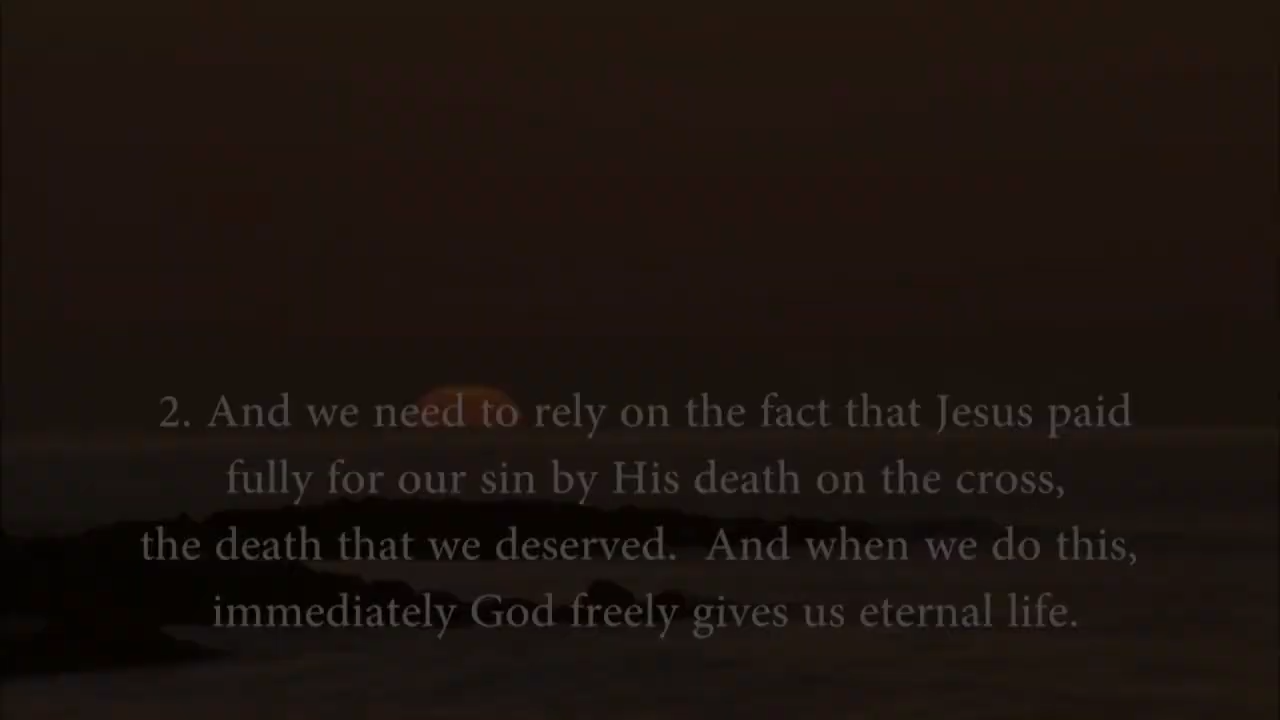 2. And we need to rely on the fact that Jesus paid
fully for our sin by His death on the cross,
the death that we deserved.  And when we do this,
immediately God freely gives us eternal life.